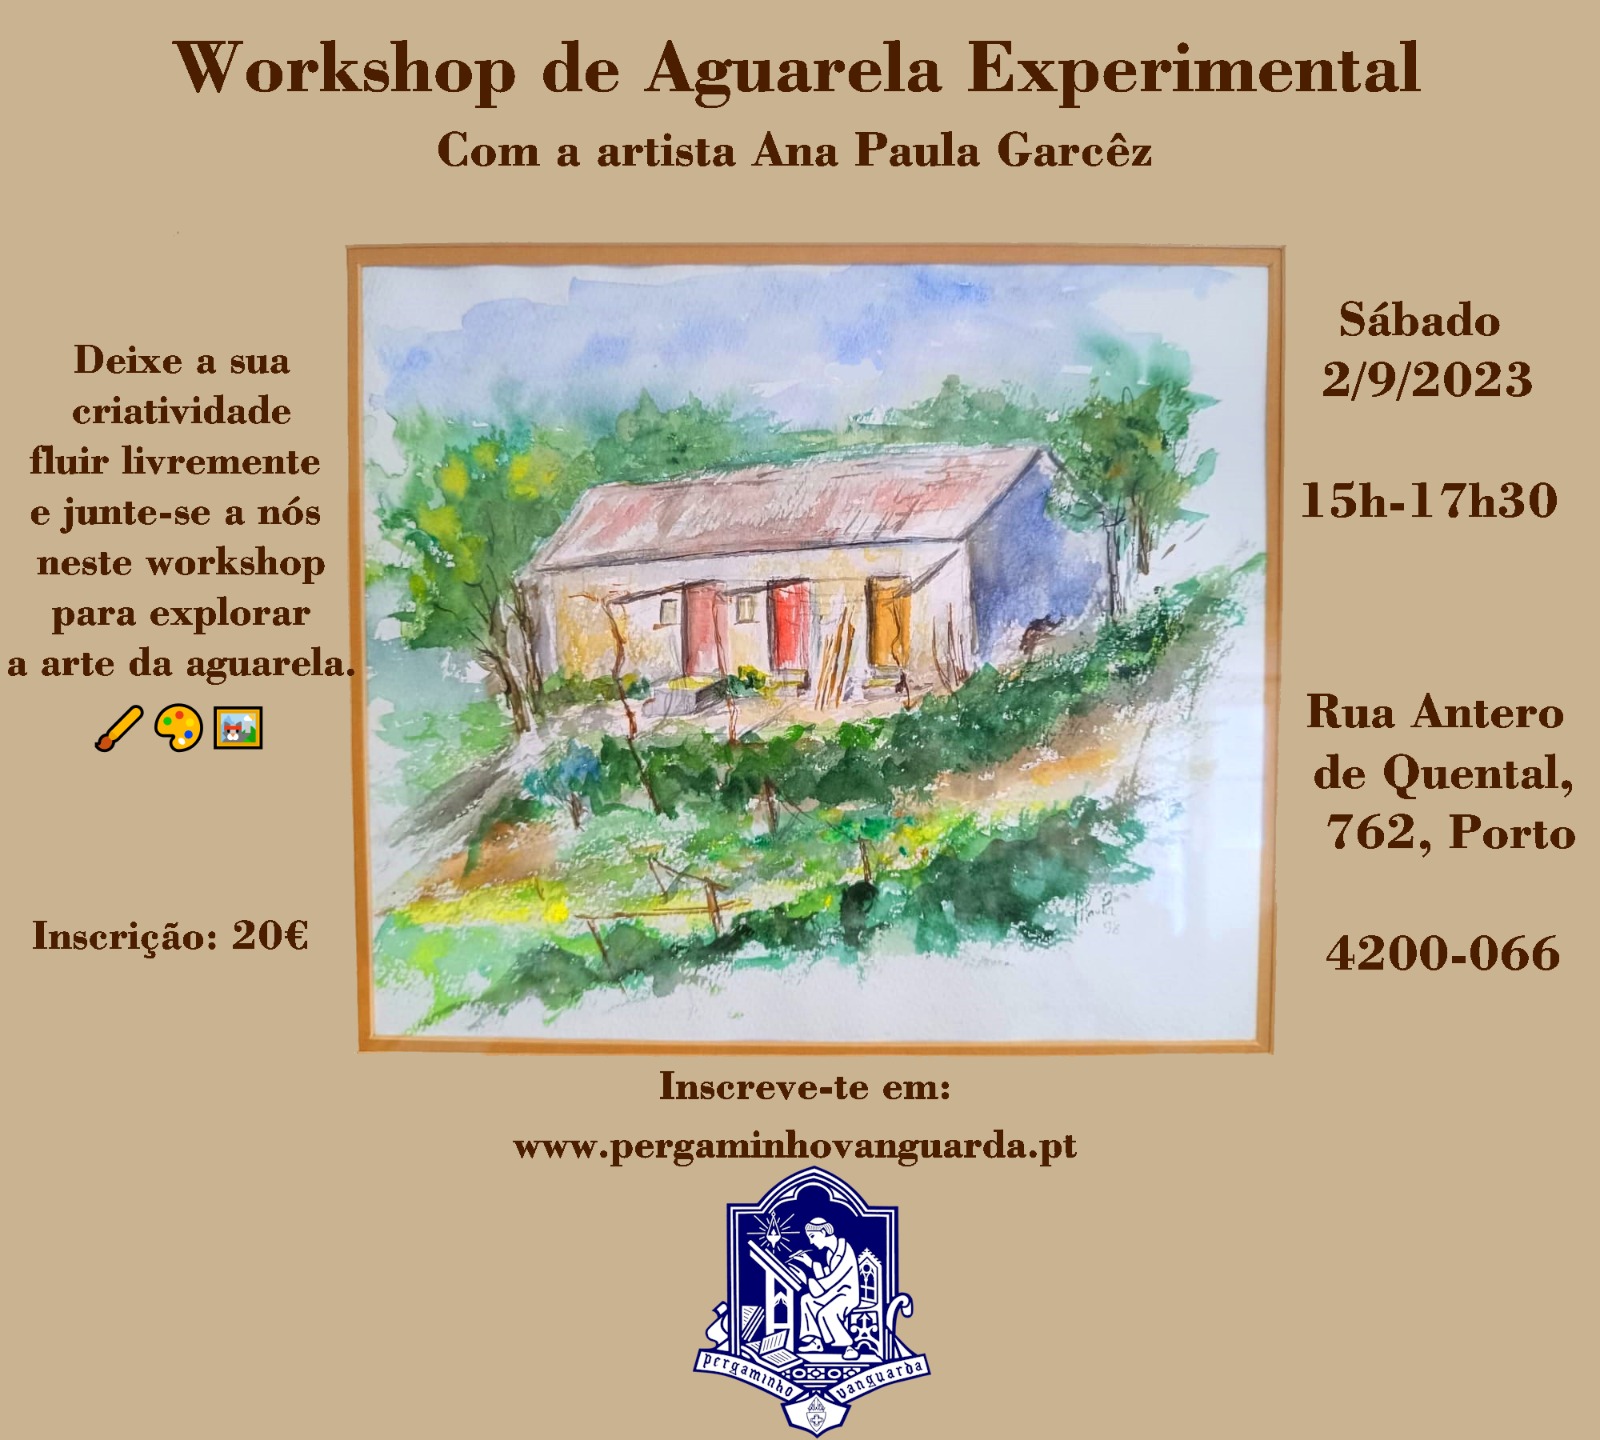 Workshop de Aguarela Experimental
Com a artista Ana Paula Garcêz
Deixe a sua
criatividade
fluir livremente
e junte-se a nós
neste workshop
para explorar
a arte da aguarela.
Inscrição: 20€
Sábado
2/9/2023
15h-17h30
Rua Antero
de Quental,
762, Porto
4200-066
Inscreve-te em:
www.pergaminhovanguarda.pt
pergaminho vanguarda